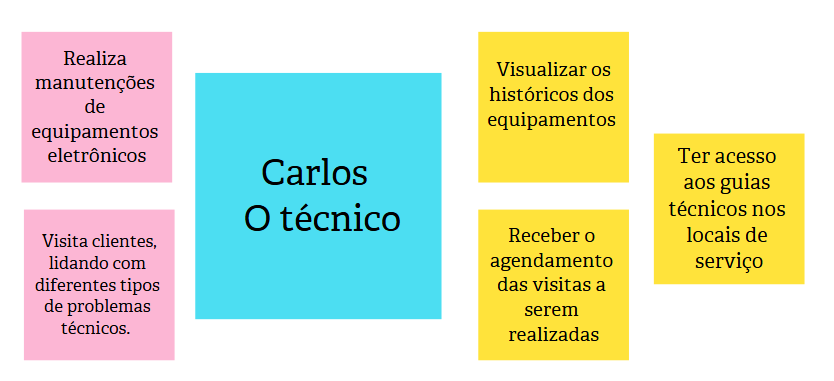 Realiza
manutenções
de
equipamentos
eletrônicos
Visita clientes,
lidando com
diferentes tipos
de problemas
técnicos.
Carlos
O técnico
Visualizar os
históricos dos
equipamentos
Receber o
agendamento
das visitas a
serem
realizadas
Ter acesso
aos guias
técnicos nos
locais de
serviço